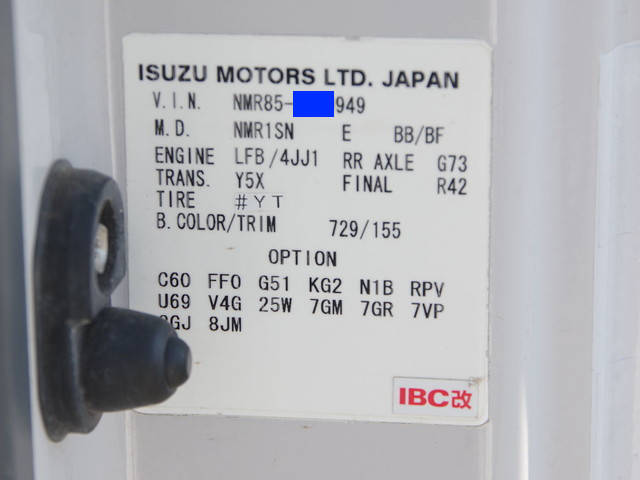 ISUZU MOTORS LTD. JAPAN
V.I.N. NMR85- 949
M.D. NMR1SN E BB/BF
ENGINE LFB/4JJ1 RR AXLE G73
TRANS. Y5X FINAL R42
TIRE #YT
B.COLOR/TRIM 729/155
OPTION
C60 FF0 G51 KG2 N1B RPV
U69 V4G 25W 7GM 7GR 7VP
8JM
IBC改